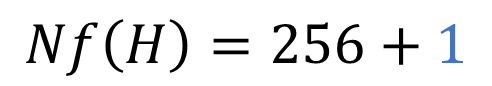 Nf(H) = 256 + 1